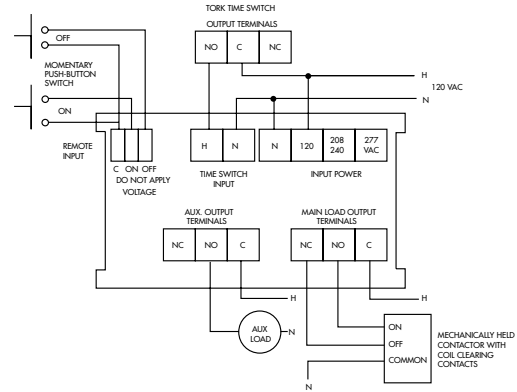 TORK TIME SWITCH
OUTPUT TERMINALS
OFF
NO C NC
MOMENTARY
PUSH-BUTTON
SWITCH
H
120 VAC
ON
N
REMOTE
INPUT
H N
N 120 208
240 277
VAC
C ON OFF
DO NOT APPLY
VOLTAGE
TIME SWITCH
INPUT
INPUT POWER
AUX. OUTPUT
TERMINALS
MAIN LOAD OUTPUT
TERMINALS
NC NO C
NC NO C
H
H
AUX
LOAD
N
ON
OFF
COMMON
MECHANICALLY HELD
CONTACTOR WITH
COIL CLEARING
CONTACTS
N